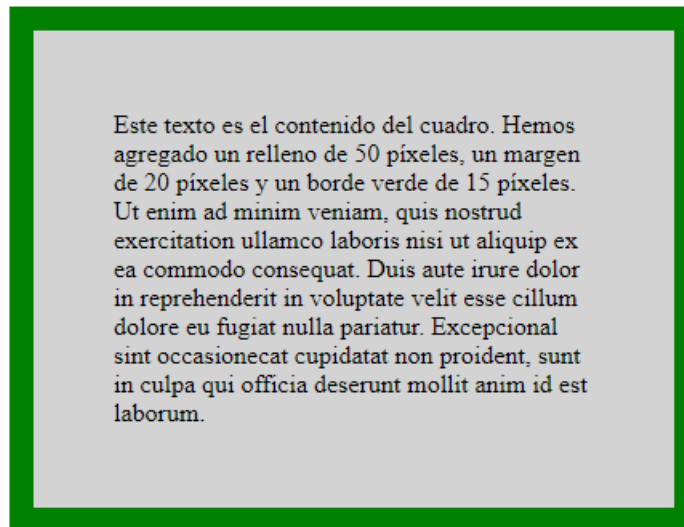 Este texto es el contenido del cuadro. Hemos
agregado un relleno de 50 píxeles, un margen
de 20 píxeles y un borde verde de 15 píxeles.
Ut enim ad minim veniam, quis nostrud
exercitation ullamco laboris nisi ut aliquip ex
ea commodo consequat. Duis aute irure dolor
in reprehenderit in voluptate velit esse cillum
dolore eu fugiat nulla pariatur. Excepcional
sint occasionecat cupidatat non proident, sunt
in culpa qui officia deserunt mollit anim id est
laborum.